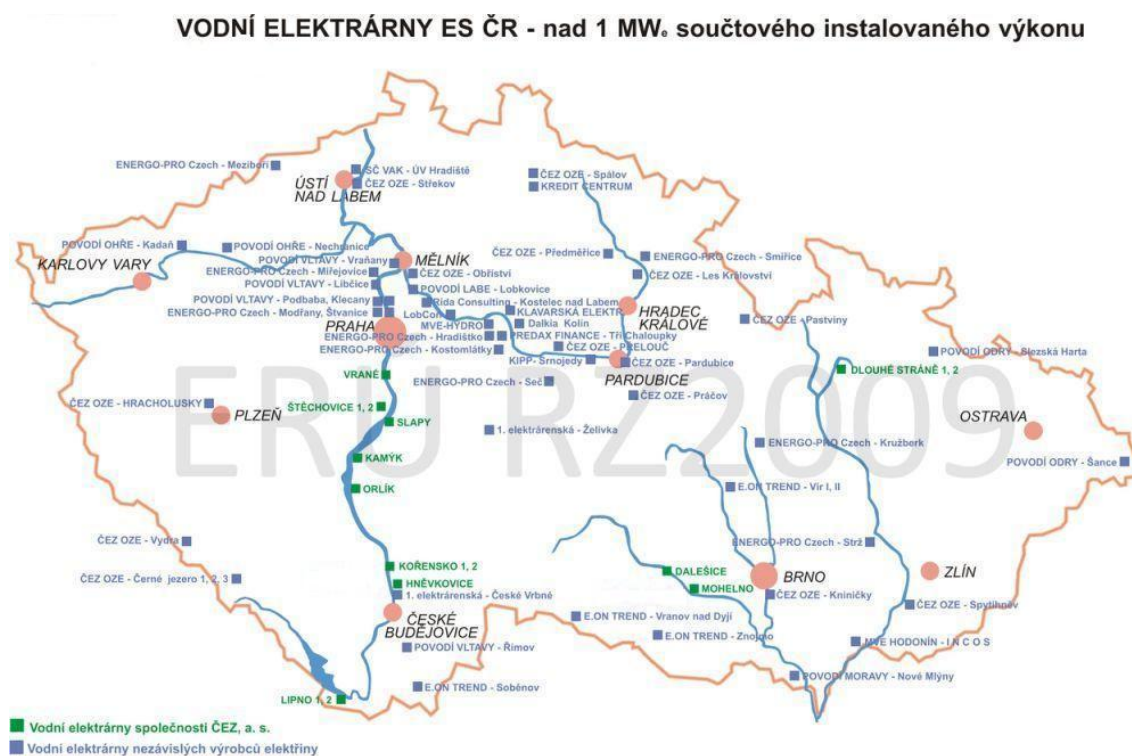 VODNÍ ELEKTRÁRNY ES ČR - nad 1 MWe součtového instalovaného výkonu
ENERGO-PRO Czech - Meziboří
SČ VAK - ÚV Hradiště
ČEZ OZE - Střekov
ÚSTÍ
NAD LABEM
ČEZ OZE - Spálov
KREDIT CENTRUM
POVODÍ OHŘE - Kadaň
POVODÍ OHŘE - Nechranice
KARLOVY VARY
POVODÍ VLTAVY - Vraňany
MĚLNÍK
ENERGO-PRO Czech - Miřejovice
ČEZ OZE - Obříství
POVODÍ VLTAVY - Libčice
POVODÍ LABE - Lobkovice
ČEZ OZE - Předměřice
ENERGO-PRO Czech - Smiřice
ČEZ OZE - Les Království
POVODÍ VLTAVY - Podbaba, Klecany
Rida Consulting - Kostelec nad Labem
ENERGO-PRO Czech - Modřany, Štvanice
LobCon
KLAVARSKÁ ELEKTR
HRADEC
KRÁLOVÉ
PRAHA
MVE-HYDRO
Dalkia Kolín
ČEZ OZE - Pastviny
ENERGO-PRO Czech - Hradištko
PREDAX FINANCE - Tři Chaloupky
ENERGO-PRO Czech - Kostomlátky
ČEZ OZE - PŘELOUČ
KIPP- Srnojedy
ČEZ OZE - Pardubice
PARDUBICE
POVODÍ ODRY - Slezská Harta
VRANÉ
ENERGO-PRO Czech - Seč
ČEZ OZE - Práčov
DLOUHÉ STRÁNĚ 1, 2
ČEZ OZE - HRACHOLUSKY
PLZEŇ
ŠTĚCHOVICE 1, 2
SLAPY
1. elektrárenská - Želivka
OSTRAVA
ERU RZ2009
ENERGO-PRO Czech - Kružberk
KAMÝK
POVODÍ ODRY - Šance
ORLÍK
E.ON TREND - Vír I, II
ČEZ OZE - Vydra
ENERGO-PRO Czech - Strž
ČEZ OZE - Černé jezero 1, 2, 3
KOŘENSKO 1, 2
HNĚVKOVICE
1. elektrárenská - České Vrbné
DALEŠICE
MOHELNO
BRNO
ZLÍN
ČEZ OZE - Kníničky
ČEZ OZE - Spytihněv
ČESKÉ
BUDĚJOVICE
E.ON TREND - Vranov nad Dyjí
E.ON TREND - Znojmo
MVE HODONÍN - I N C O S
POVODÍ VLTAVY - Římov
POVODÍ MORAVY - Nové Mlýny
E.ON TREND - Soběnov
LIPNO 1, 2
Vodní elektrárny společnosti ČEZ, a. s.
Vodní elektrárny nezávislých výrobců elektřiny